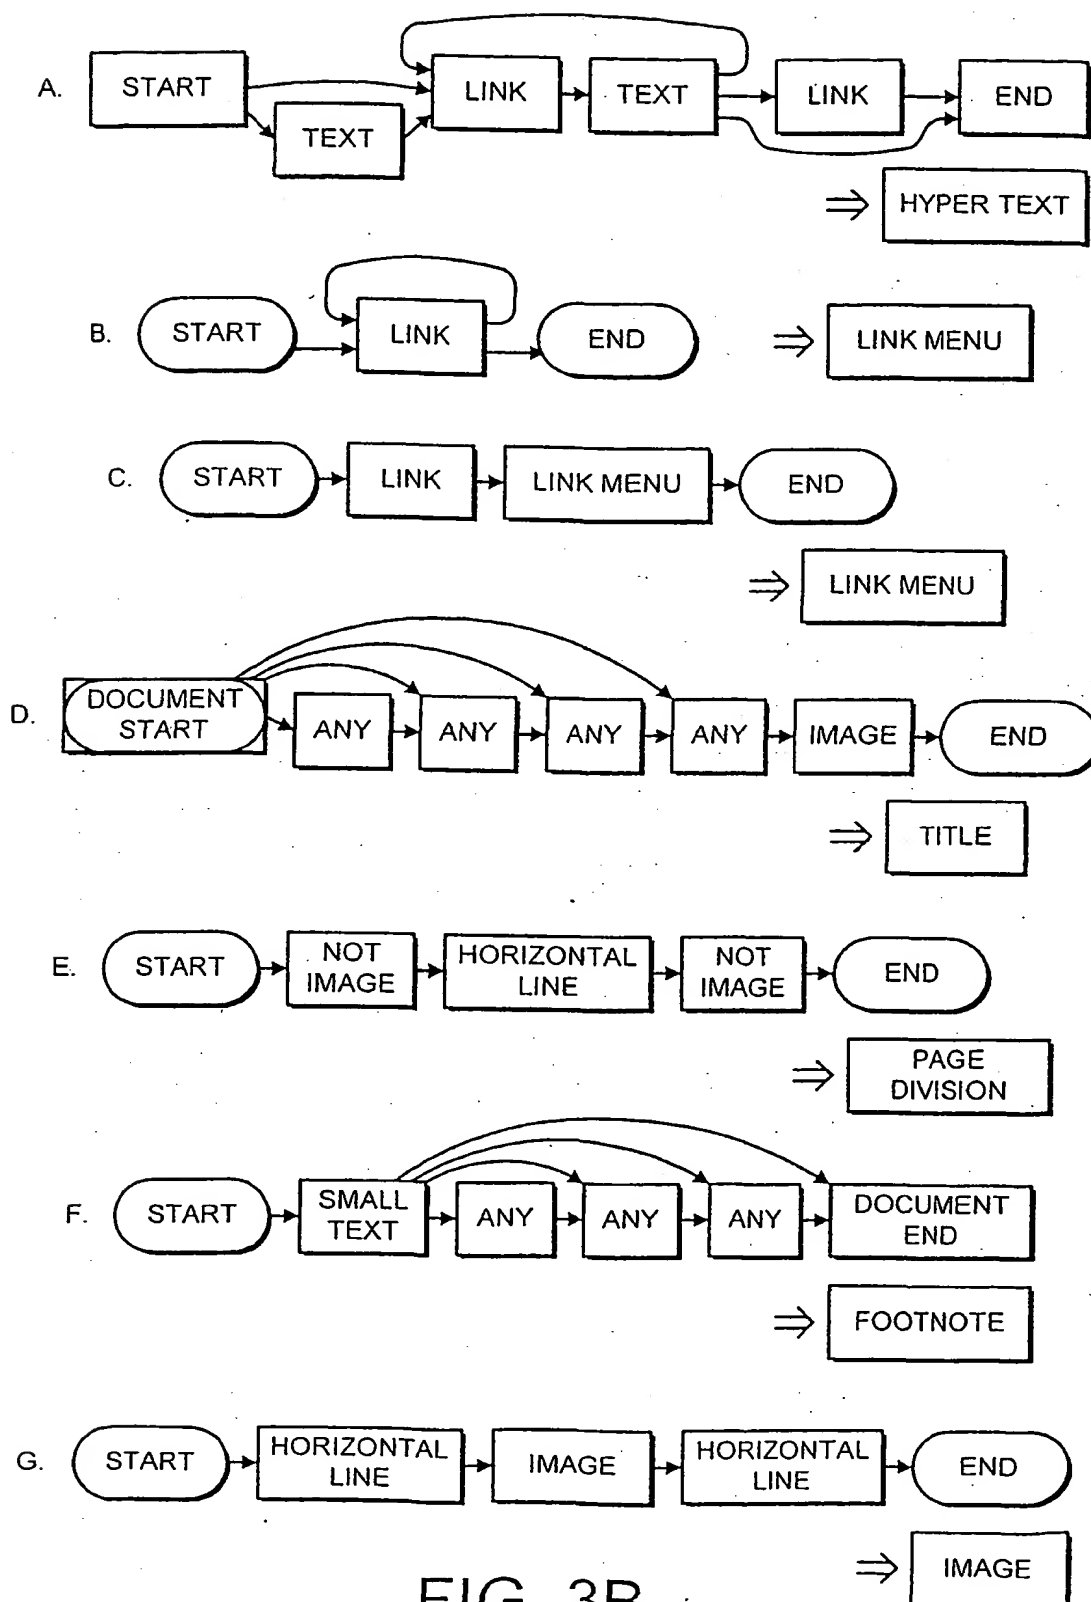 A. START TEXT LINK TEXT LINK END
HYPER TEXT
B. START LINK END LINK MENU
C. START LINK LINK MENU END
LINK MENU
D. DOCUMENT
START ANY ANY ANY ANY IMAGE END
TITLE
E. START NOT
IMAGE HORIZONTAL
LINE NOT
IMAGE END
PAGE
DIVISION
F. START SMALL
TEXT ANY ANY ANY DOCUMENT
END
FOOTNOTE
G. START HORIZONTAL
LINE IMAGE HORIZONTAL
LINE END
IMAGE